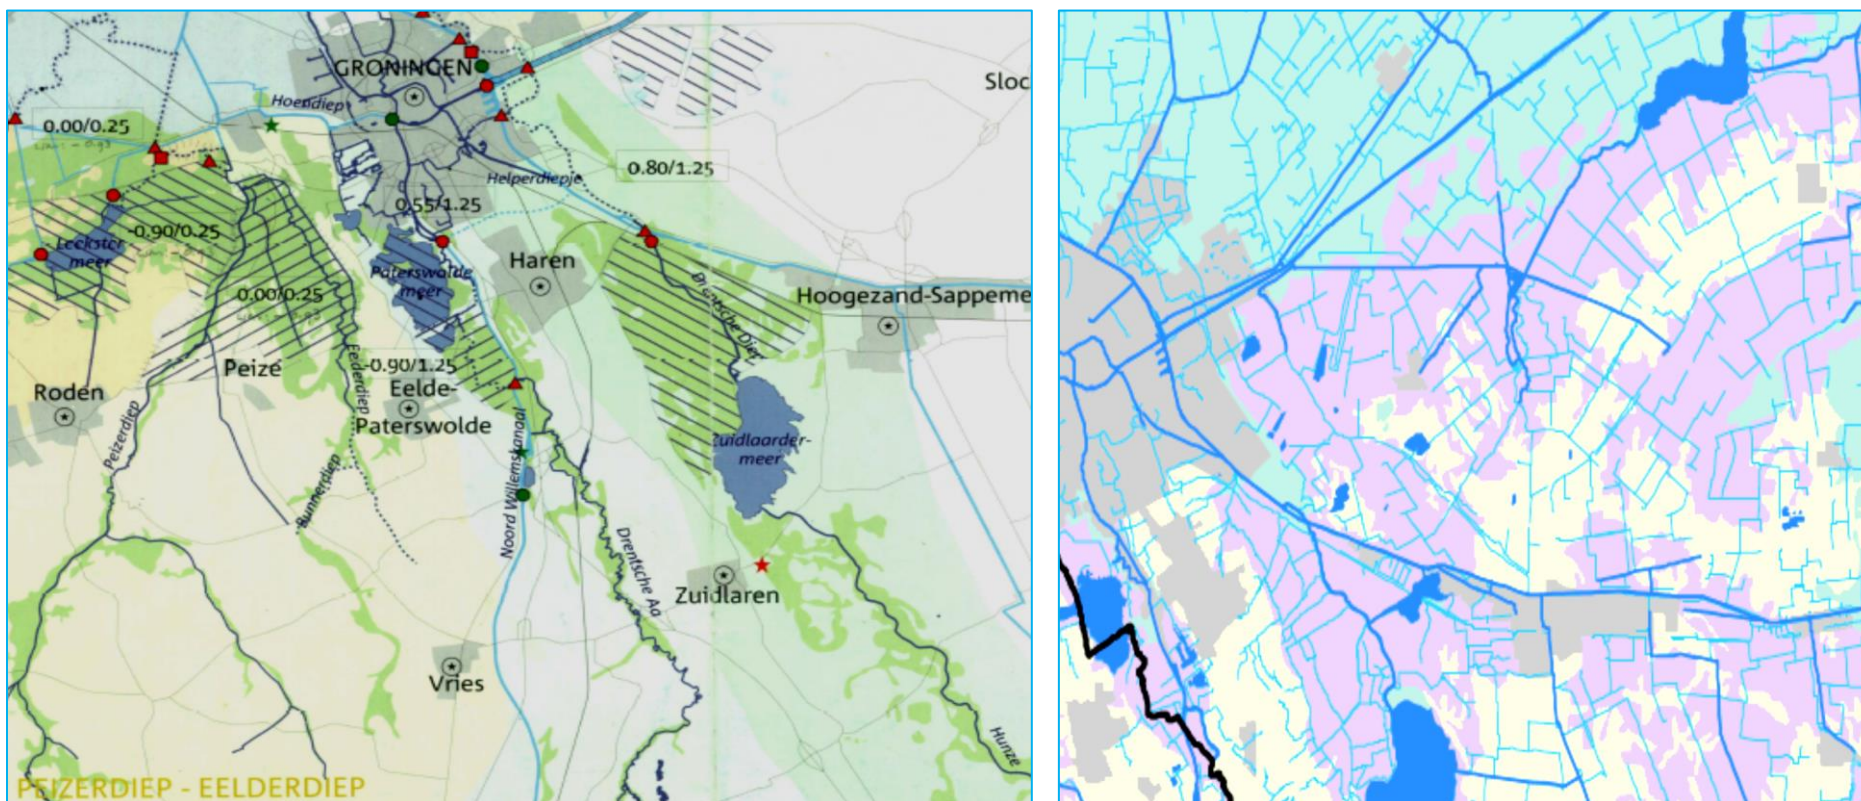 GRONINGEN
Sloc
Hoendiep
0.00/0.25
0.80/1.25
Helperdiepje
0.55/1.25
-0.90/0.25
Leekster
meer
Paterswolde
meer
Haren
Drentsche Diep
0.00/0.25
Hoogezand-Sappeme
Peize
-0.90/1.25
Roden
Eelde-
Paterswolde
Eelderdiep
Peizerdiep
Zuidlaarder-
meer
Runnerdiep
Noord Willemskanaal
Drentsche Aa
Zuidlaren
Vries
Hunze
PEIZERDIEP - EELDERDIEP